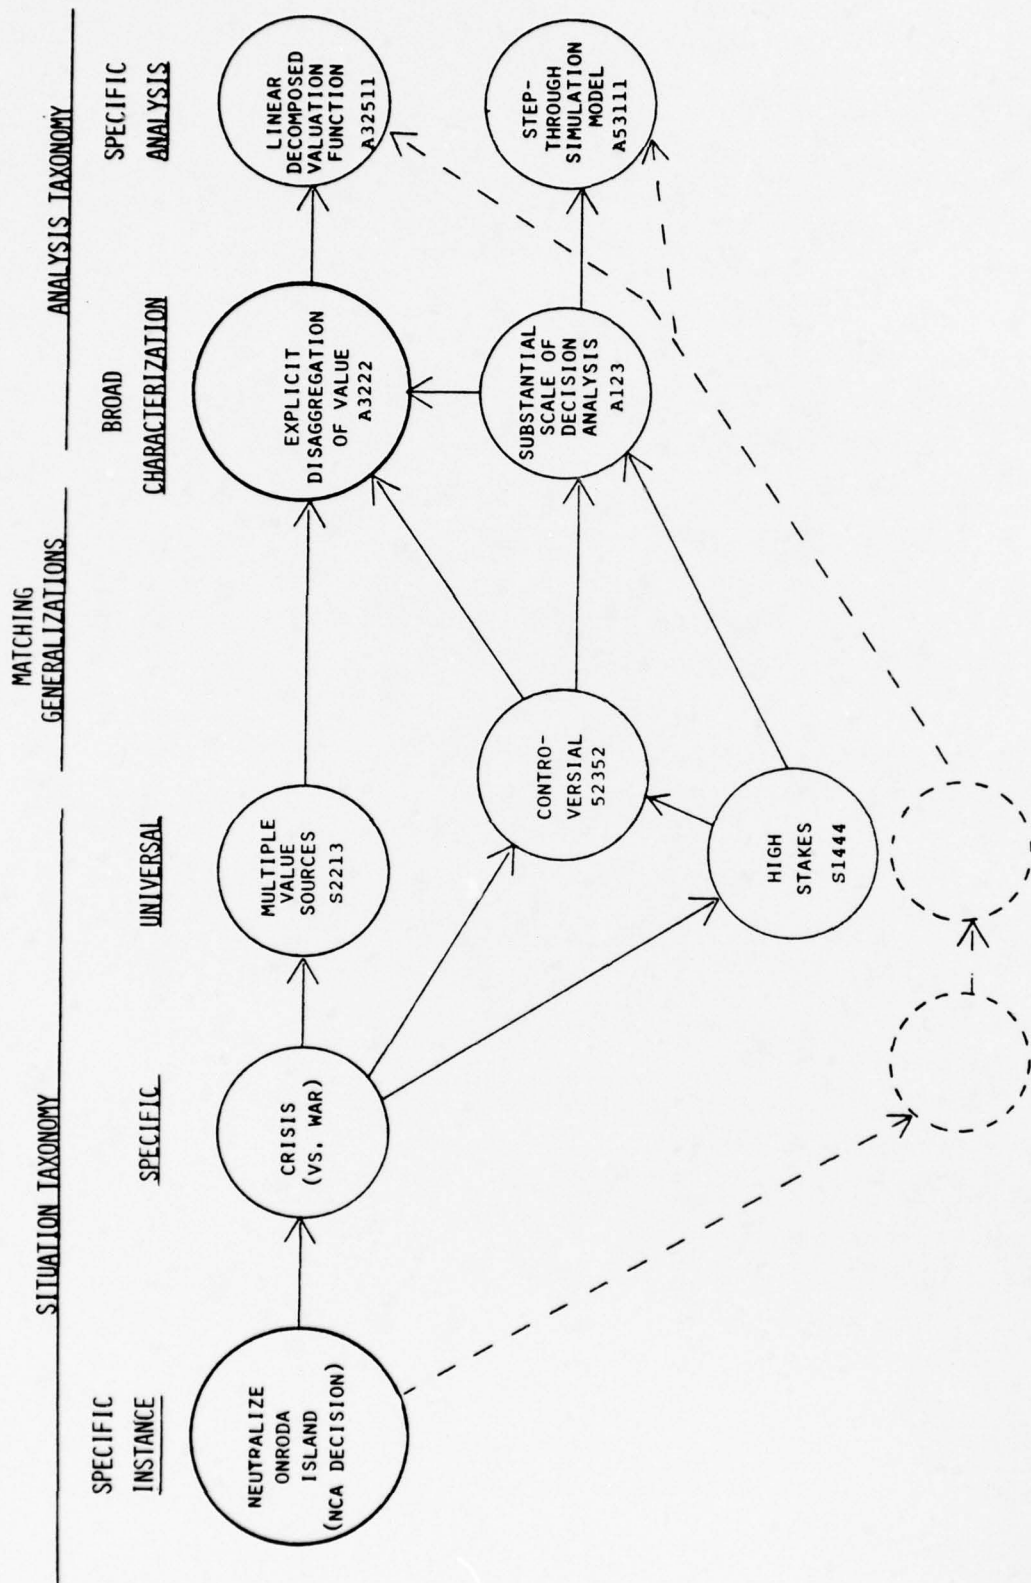 SITUATION TAXONOMY
MATCHING
GENERALIZATIONS
ANALYSIS TAXONOMY
SPECIFIC
INSTANCE
SPECIFIC
UNIVERSAL
BROAD
CHARACTERIZATION
SPECIFIC
ANALYSIS
NEUTRALIZE
ONRODA
ISLAND
(NCA DECISION)
CRISIS
(VS. WAR)
MULTIPLE
VALUE
SOURCES
S2213
EXPLICIT
DISAGGREGATION
OF VALUE
A3222
LINEAR
DECOMPOSED
VALUATION
FUNCTION
A32511
CONTRO-
VERSIAL
52352
SUBSTANTIAL
SCALE OF
DECISION
ANALYSIS
A123
STEP-
THROUGH
SIMULATION
MODEL
A53111
HIGH
STAKES
S1444